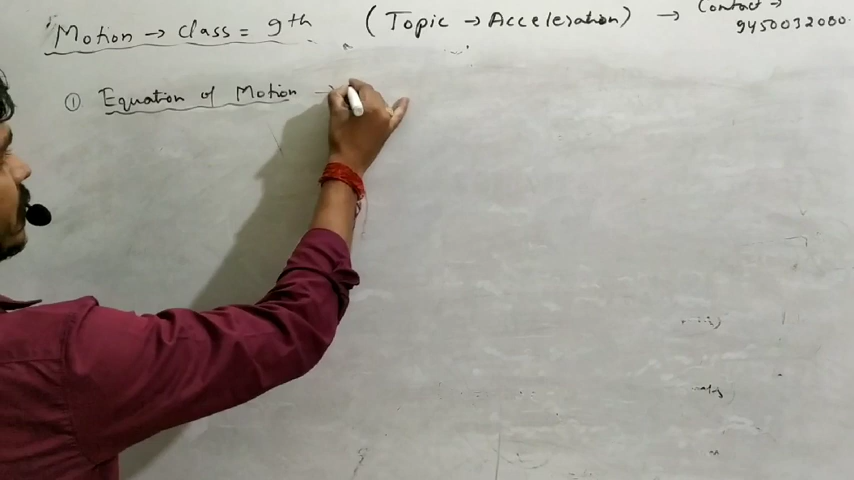 Motion → Class = 9th (Topic → Acceleration) → Contact →
9450032080
① Equation of Motion →